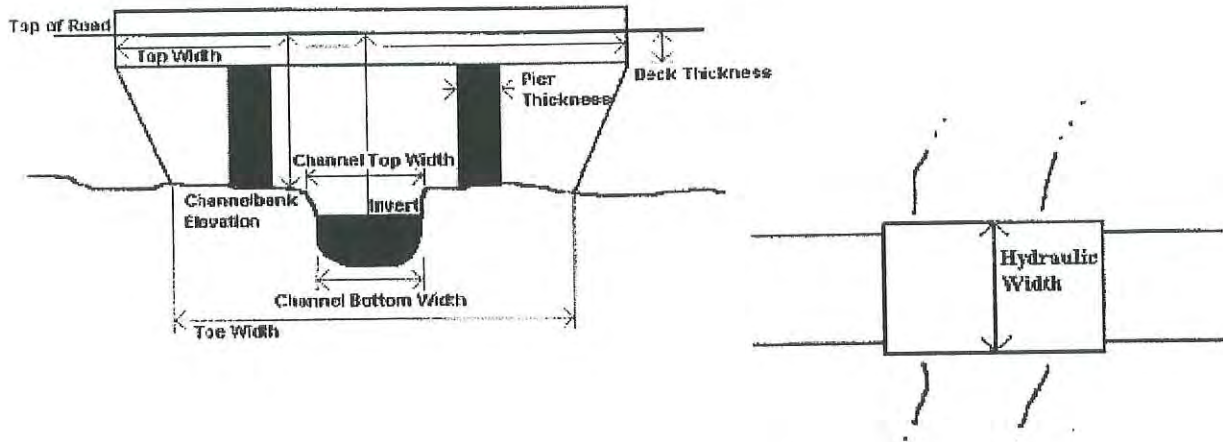 Top of Road
Top Width
Deck Thickness
Pier
Thickness
Channel Top Width
Channelbank
Elevation
Invert
Channel Bottom Width
Toe Width
Hydraulic
Width